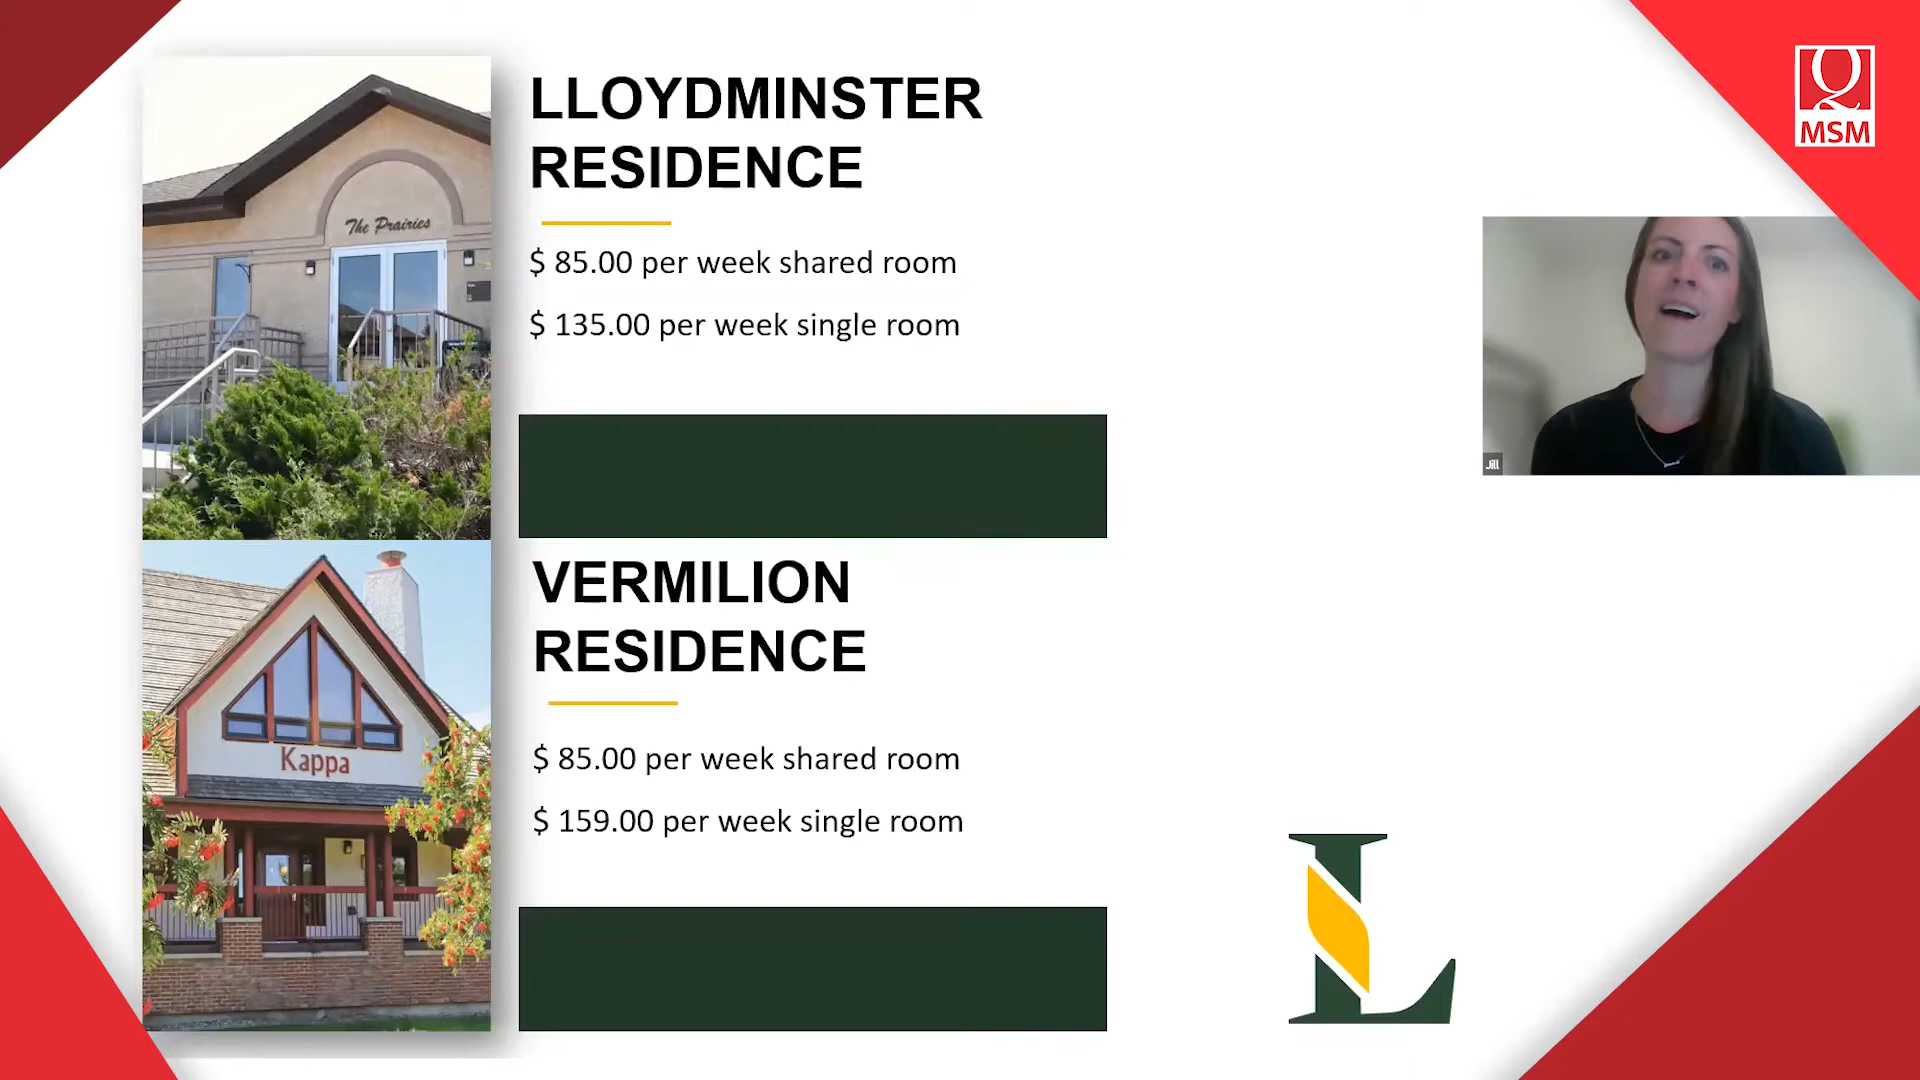 LLOYDMINSTER
RESIDENCE
$ 85.00 per week shared room
$ 135.00 per week single room
The Prairies
VERMILION
RESIDENCE
$ 85.00 per week shared room
$ 159.00 per week single room
Kappa
MSM
Jill
L